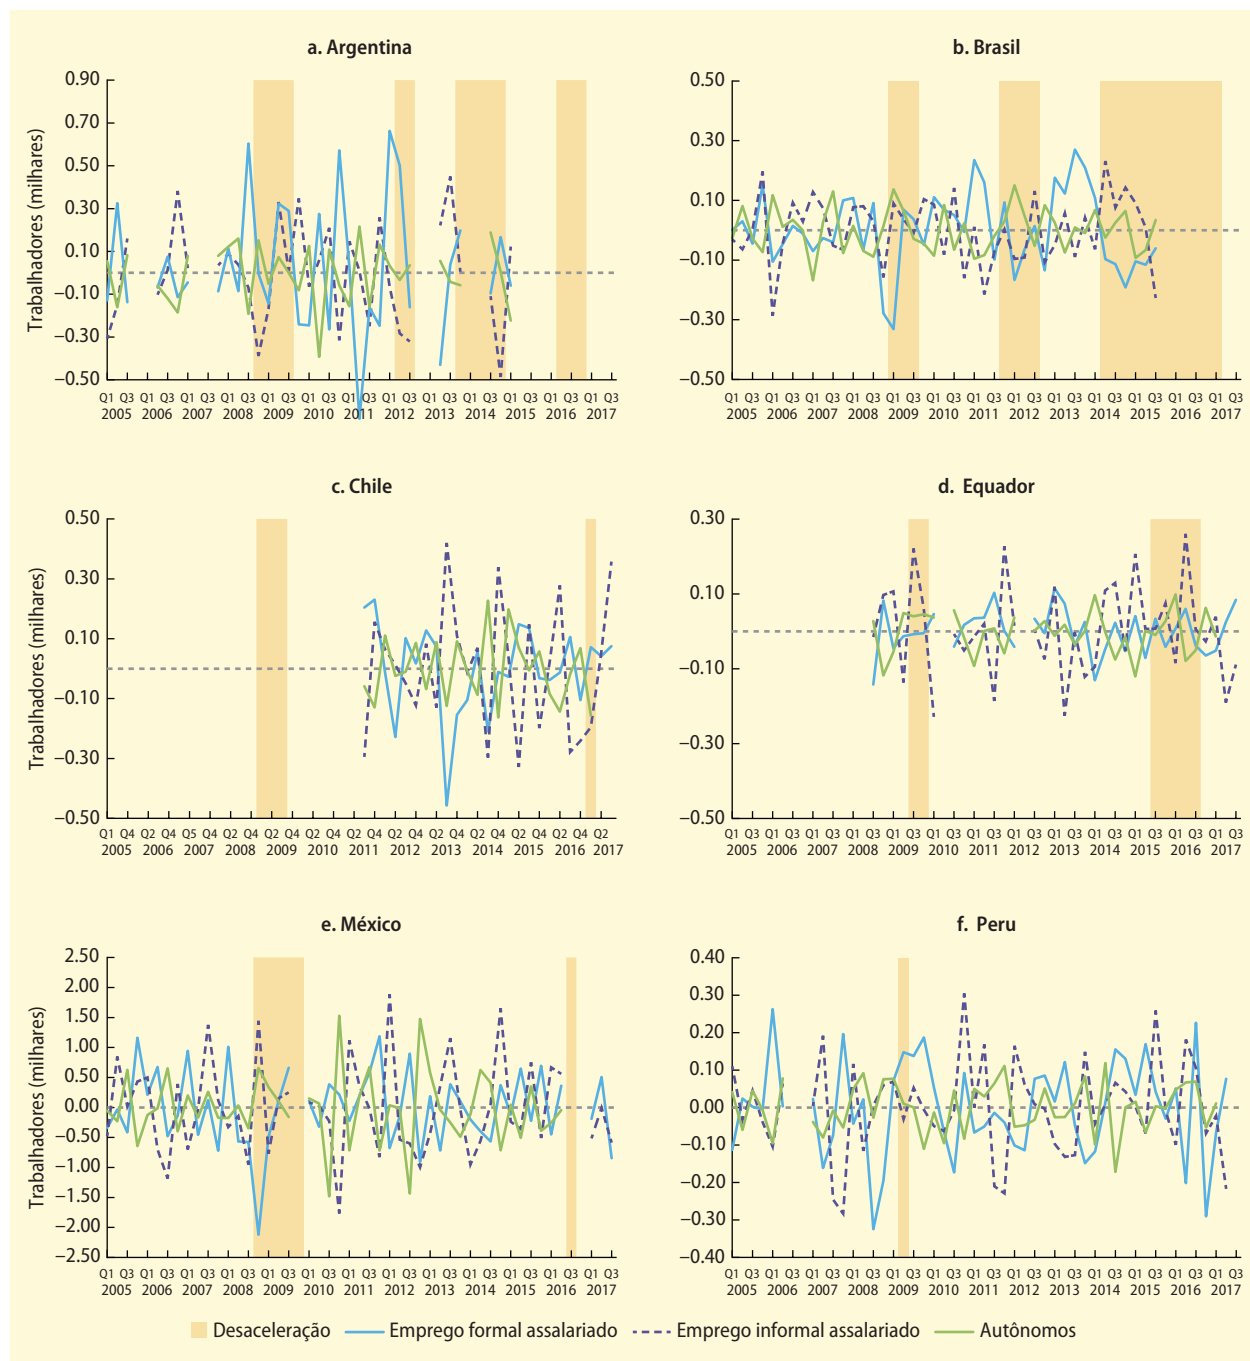 a. Argentina
Trabalhadores (milhares)
0.90
0.70
0.50
0.30
0.10
–0.10
–0.30
–0.50
Q1 Q3 Q1 Q3 Q1 Q3 Q1 Q3 Q1 Q3 Q1 Q3 Q1 Q3 Q1 Q3 Q1 Q3 Q1 Q3 Q1 Q3 Q1 Q3 Q1 Q3
2005 2006 2007 2008 2009 2010 2011 2012 2013 2014 2015 2016 2017
b. Brasil
0.50
0.30
0.10
–0.10
–0.30
–0.50
Q1 Q3 Q1 Q3 Q1 Q3 Q1 Q3 Q1 Q3 Q1 Q3 Q1 Q3 Q1 Q3 Q1 Q3 Q1 Q3 Q1 Q3 Q1 Q3 Q1 Q3
2005 2006 2007 2008 2009 2010 2011 2012 2013 2014 2015 2016 2017
c. Chile
Trabalhadores (milhares)
0.50
0.30
0.10
–0.10
–0.30
–0.50
Q1 Q4 Q2 Q4 Q5 Q4 Q2 Q4 Q2 Q4 Q2 Q4 Q2 Q4 Q2 Q4 Q2 Q4 Q2 Q4 Q2 Q4 Q2 Q4 Q2
2005 2006 2007 2008 2009 2010 2011 2012 2013 2014 2015 2016 2017
d. Equador
0.30
0.10
–0.10
–0.30
–0.50
Q1 Q3 Q1 Q3 Q1 Q3 Q1 Q3 Q1 Q3 Q1 Q3 Q1 Q3 Q1 Q3 Q1 Q3 Q1 Q3 Q1 Q3 Q1 Q3 Q1 Q3
2005 2006 2007 2008 2009 2010 2011 2012 2013 2014 2015 2016 2017
e. México
Trabalhadores (milhares)
2.50
2.00
1.50
1.00
0.50
0.00
–0.50
–1.00
–1.50
–2.00
–2.50
Q1 Q3 Q1 Q3 Q1 Q3 Q1 Q3 Q1 Q3 Q1 Q3 Q1 Q3 Q1 Q3 Q1 Q3 Q1 Q3 Q1 Q3 Q1 Q3 Q1 Q3
2005 2006 2007 2008 2009 2010 2011 2012 2013 2014 2015 2016 2017
f. Peru
0.40
0.30
0.20
0.10
0.00
–0.10
–0.20
–0.30
–0.40
Q1 Q3 Q1 Q3 Q1 Q3 Q1 Q3 Q1 Q3 Q1 Q3 Q1 Q3 Q1 Q3 Q1 Q3 Q1 Q3 Q1 Q3 Q1 Q3 Q1 Q3
2005 2006 2007 2008 2009 2010 2011 2012 2013 2014 2015 2016 2017
Desaceleração Emprego formal assalariado Emprego informal assalariado Autônomos